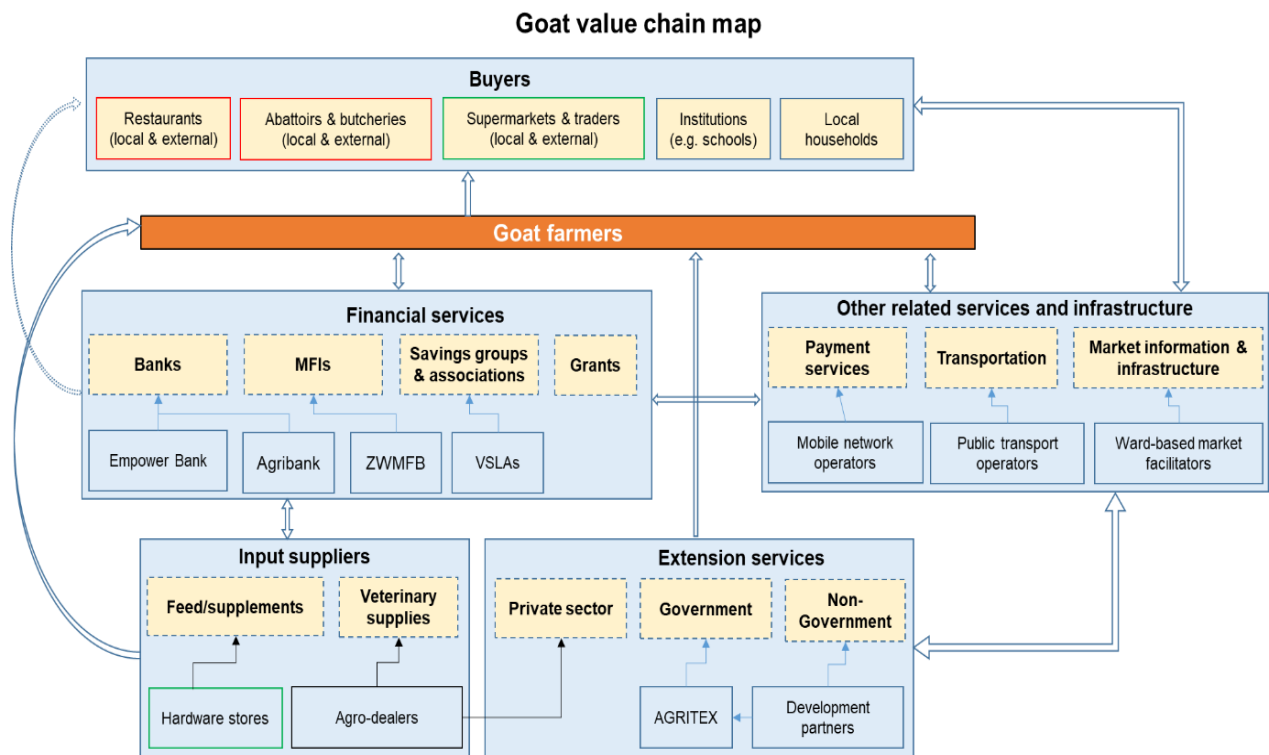 Goat value chain map
Buyers
Restaurants
(local & external)
Abattoirs & butcheries
(local & external)
Supermarkets & traders
(local & external)
Institutions
(e.g. schools)
Local
households
Goat farmers
Financial services
Banks
MFIs
Savings groups
& associations
Grants
Empower Bank
Agribank
ZWMFB
VSLAs
Other related services and infrastructure
Payment
services
Transportation
Market information &
infrastructure
Mobile network
operators
Public transport
operators
Ward-based market
facilitators
Input suppliers
Feed/supplements
Veterinary
supplies
Hardware stores
Agro-dealers
Extension services
Private sector
Government
Non-
Government
AGRITEX
Development
partners